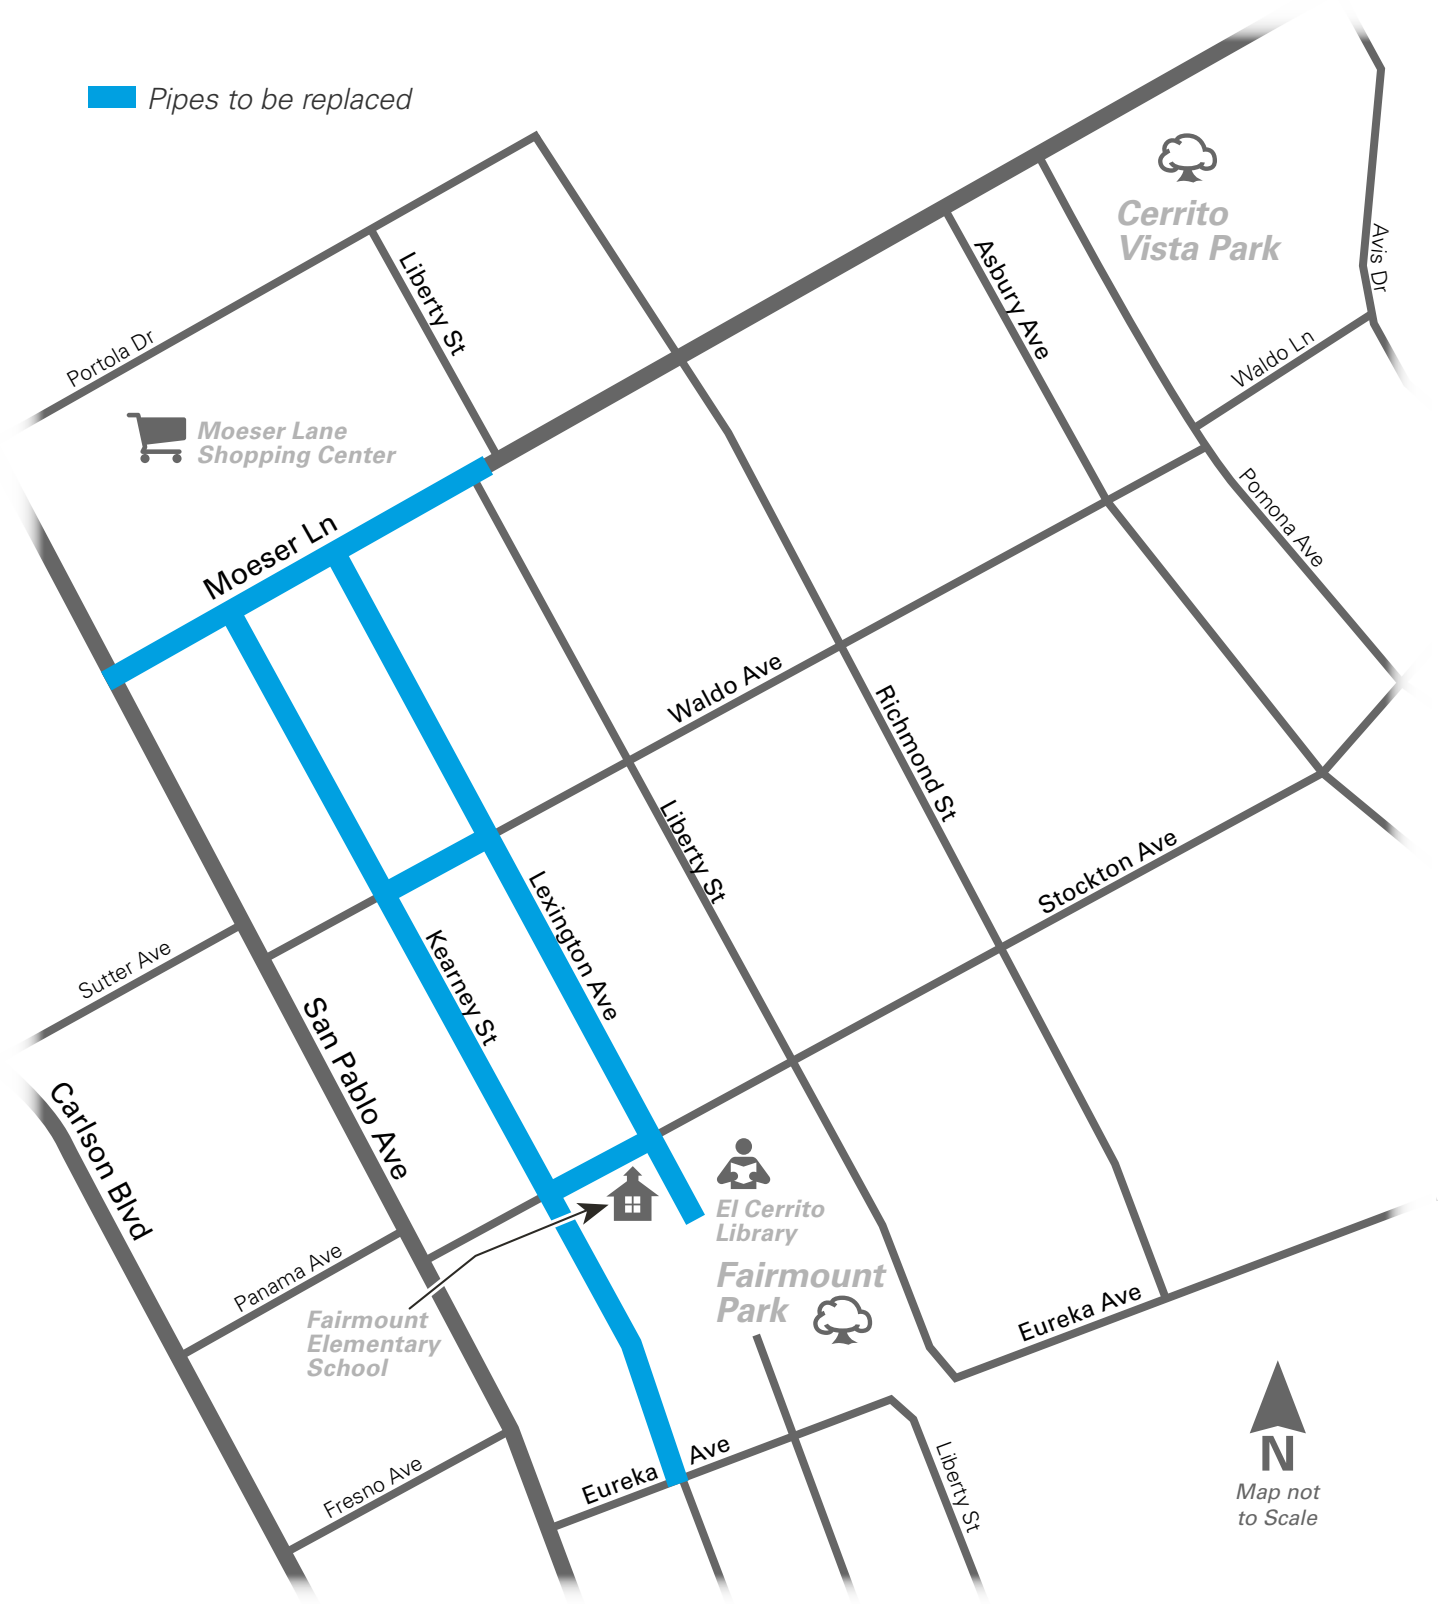 Pipes to be replaced
Cerrito
Vista Park
Avis Dr
Asbury Ave
Liberty St
Portola Dr
Waldo Ln
Moeser Lane
Shopping Center
Pomona Ave
Moeser Ln
Waldo Ave
Richmond St
Liberty St
Stockton Ave
Lexington Ave
Kearney St
Sutter Ave
San Pablo Ave
Carlson Blvd
El Cerrito
Library
Panama Ave
Fairmount
Park
Fairmount
Elementary
School
Eureka Ave
Eureka Ave
Liberty St
Fresno Ave
N
Map not
to Scale